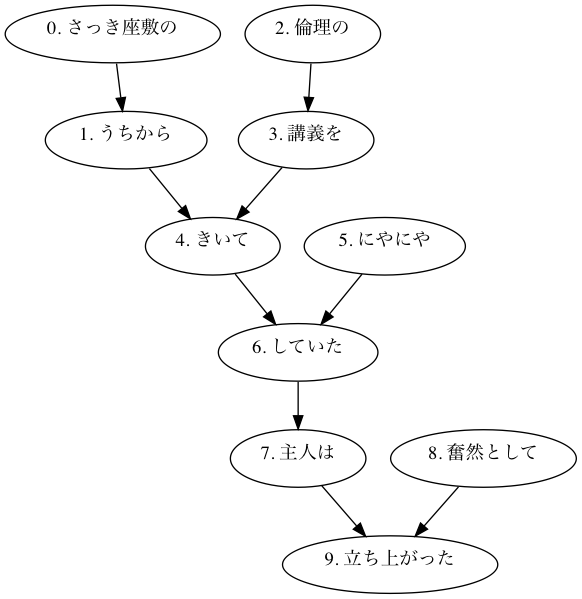 0. さっき座敷の
2. 倫理の
1. うちから
3. 講義を
4. きいて
5. にやにや
6. していた
7. 主人は
8. 奮然として
9. 立ち上がった